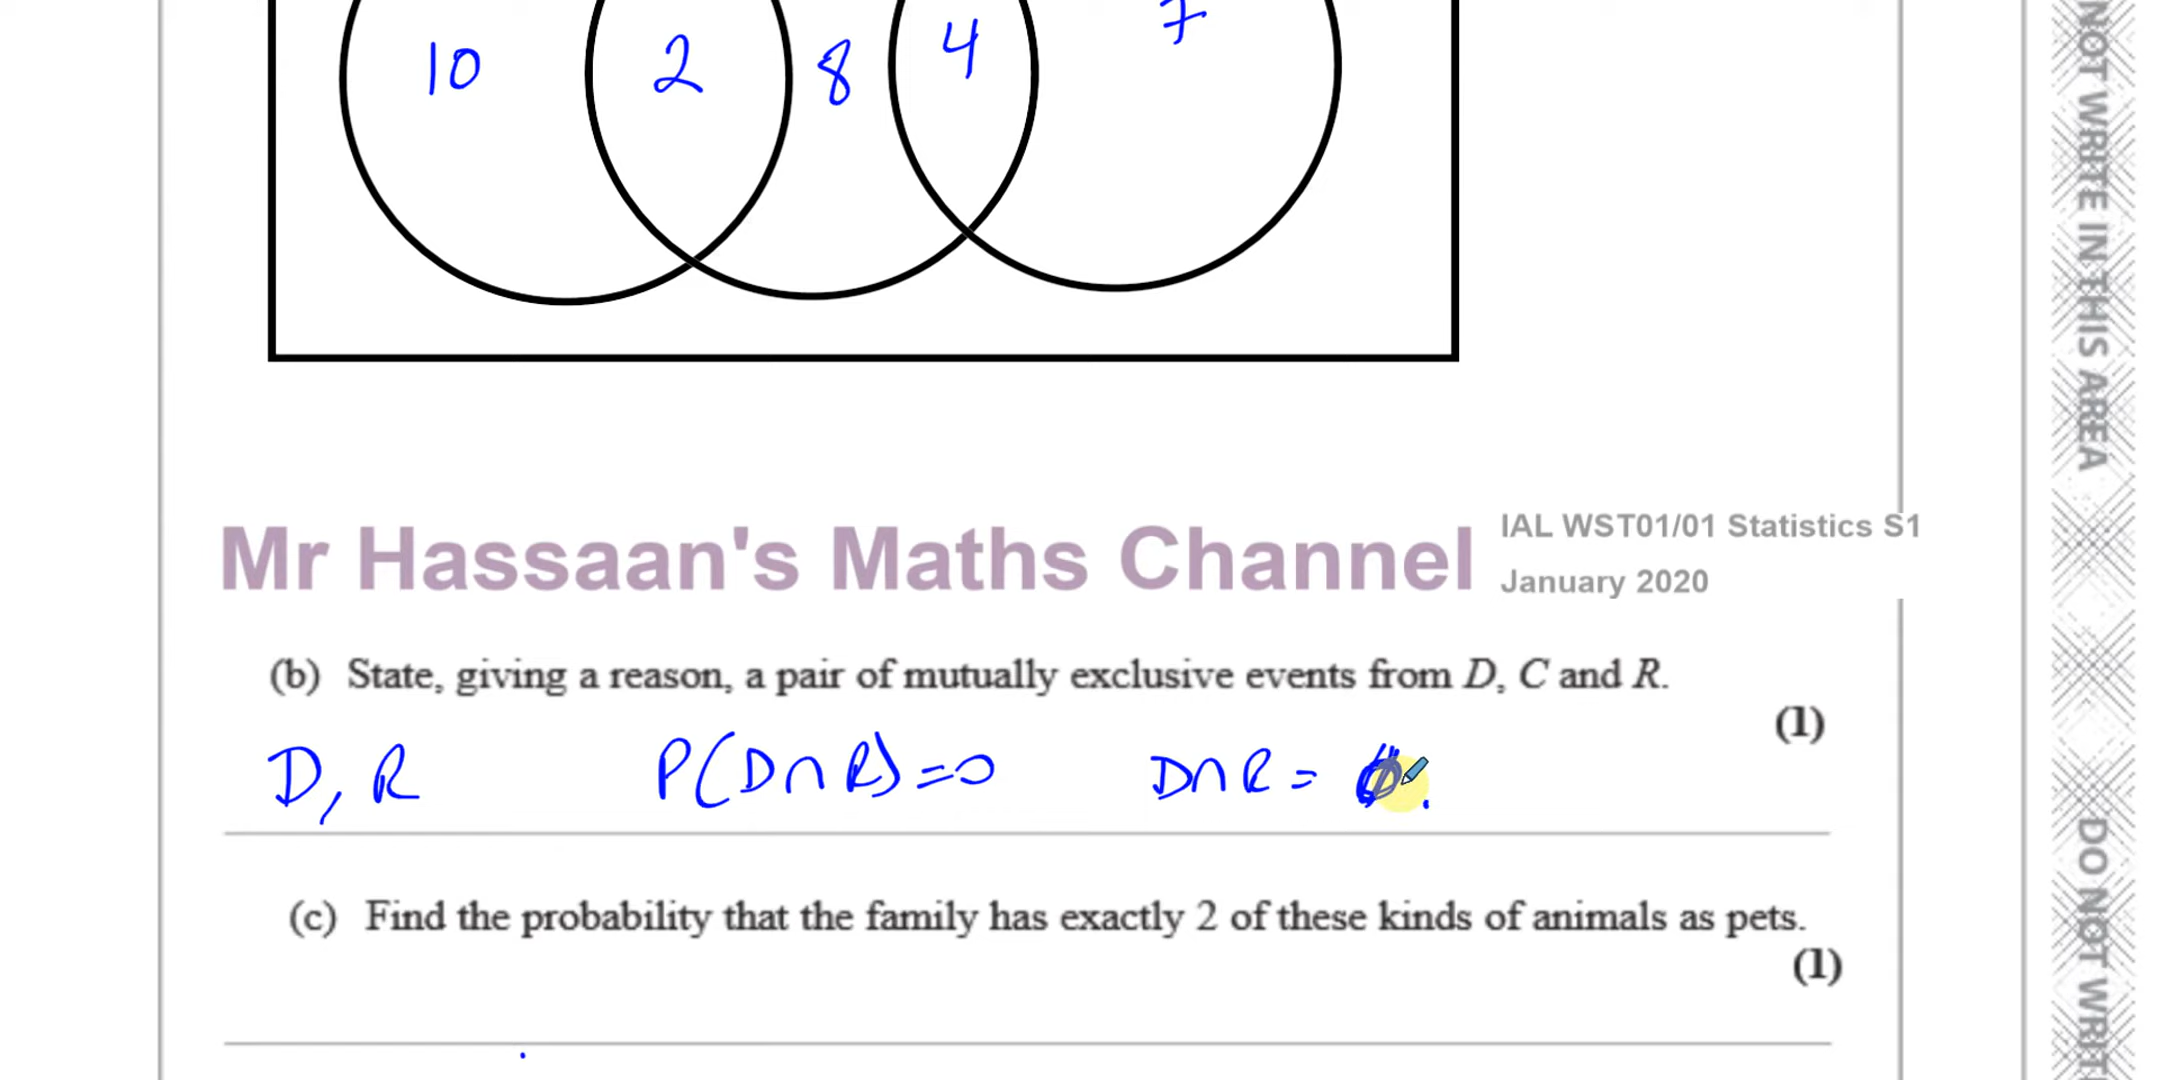 10 2 8 4 7
Mr Hassaan's Maths Channel
IAL WST01/01 Statistics S1
January 2020
(b) State, giving a reason, a pair of mutually exclusive events from D, C and R.
(1)
D, R P(D∩R)=0 D∩R = ∅.
(c) Find the probability that the family has exactly 2 of these kinds of animals as pets.
(1)
NOT WRITE IN THIS AREA
DO NOT WRIT